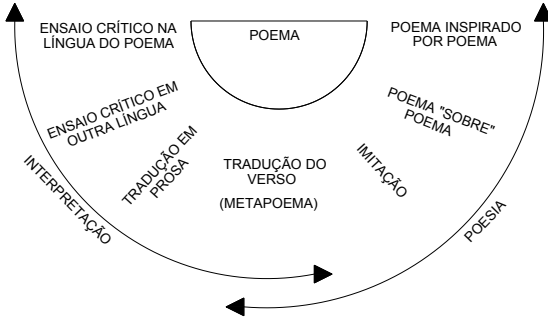 ENSAIO CRÍTICO NA
LÍNGUA DO POEMA
POEMA
POEMA INSPIRADO
POR POEMA
ENSAIO CRÍTICO EM
OUTRA LÍNGUA
POEMA "SOBRE"
POEMA
TRADUÇÃO EM
PROSA
TRADUÇÃO DO
VERSO
(METAPOEMA)
IMITAÇÃO
INTERPRETAÇÃO
POESIA